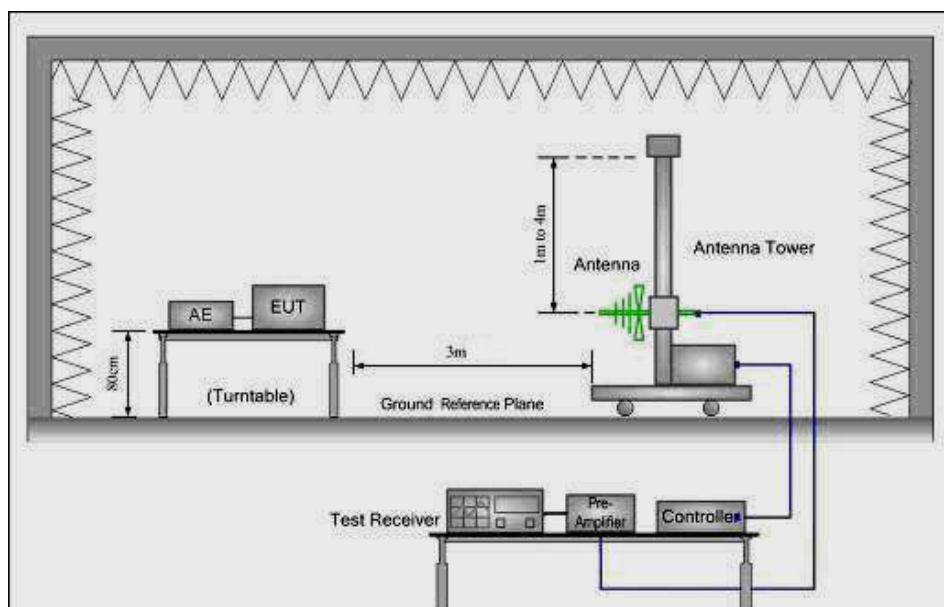 1m to 4m
Antenna
Antenna Tower
AE
EUT
80cm
(Turntable)
3m
Ground Reference Plane
Test Receiver
Pre-
Amplifier
Controller